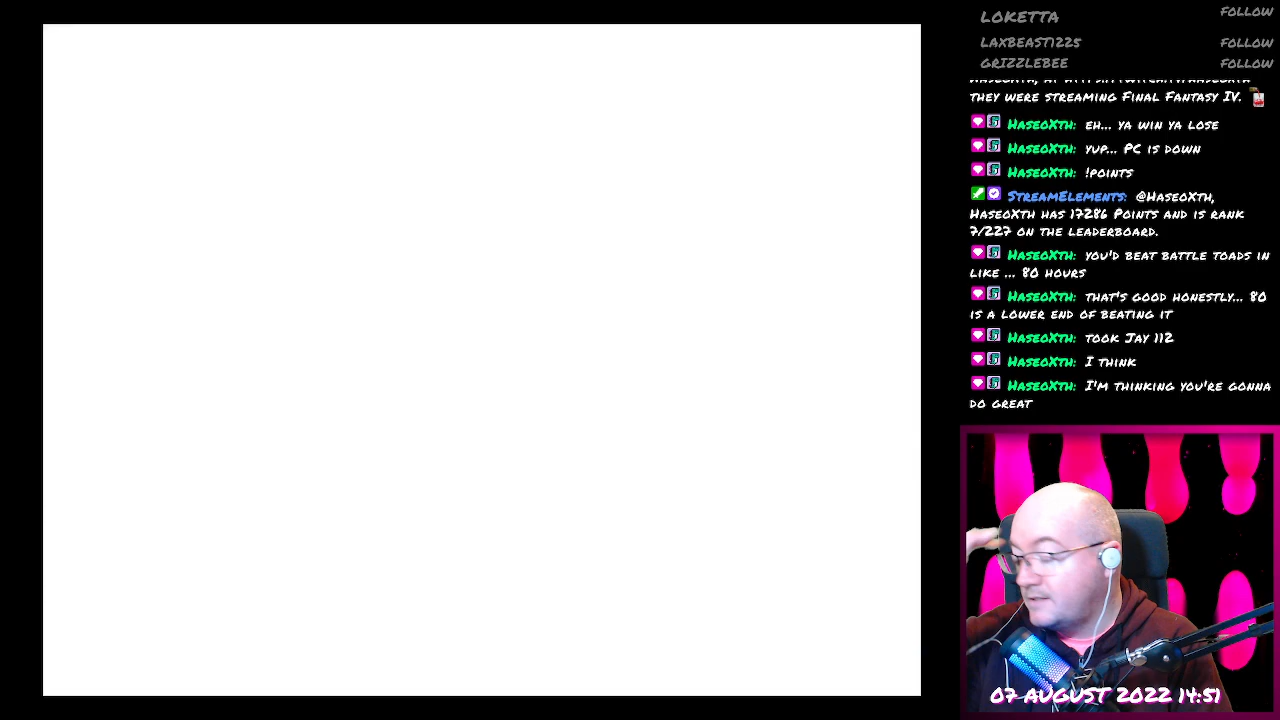 LOKETTA FOLLOW
LAXBEAST1225 FOLLOW
GRIZZLEBEE FOLLOW
THEY WERE STREAMING FINAL FANTASY IV.
HASEOXTH: EH... YA WIN YA LOSE
HASEOXTH: YUP... PC IS DOWN
HASEOXTH: !POINTS
STREAMELEMENTS: @HASEOXTH,
HASEOXTH HAS 17286 POINTS AND IS RANK
7/227 ON THE LEADERBOARD.
HASEOXTH: YOU'D BEAT BATTLE TOADS IN
LIKE ... 80 HOURS
HASEOXTH: THAT'S GOOD HONESTLY... 80
IS A LOWER END OF BEATING IT
HASEOXTH: TOOK JAY 112
HASEOXTH: I THINK
HASEOXTH: I'M THINKING YOU'RE GONNA
DO GREAT
07 AUGUST 2022 14:51